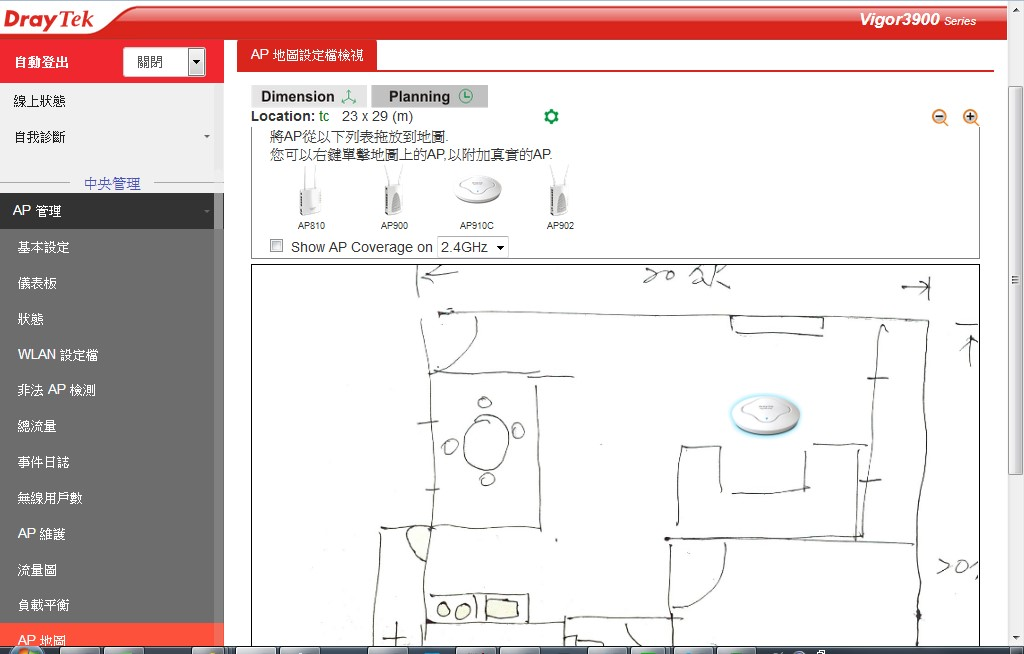 DrayTek
Vigor3900 Series
自動登出
關閉
線上狀態
自我診斷
中央管理
AP 管理
基本設定
儀表板
狀態
WLAN 設定檔
非法 AP 檢測
總流量
事件日誌
無線用戶數
AP 維護
流量圖
負載平衡
AP 地圖
AP 地圖設定檔檢視
Dimension
Planning
Location: tc 23 x 29 (m)
將AP從以下列表拖放到地圖.
您可以右鍵單擊地圖上的AP,以附加真實的AP.
AP810
AP900
AP910C
AP902
Show AP Coverage on 2.4GHz
20 米